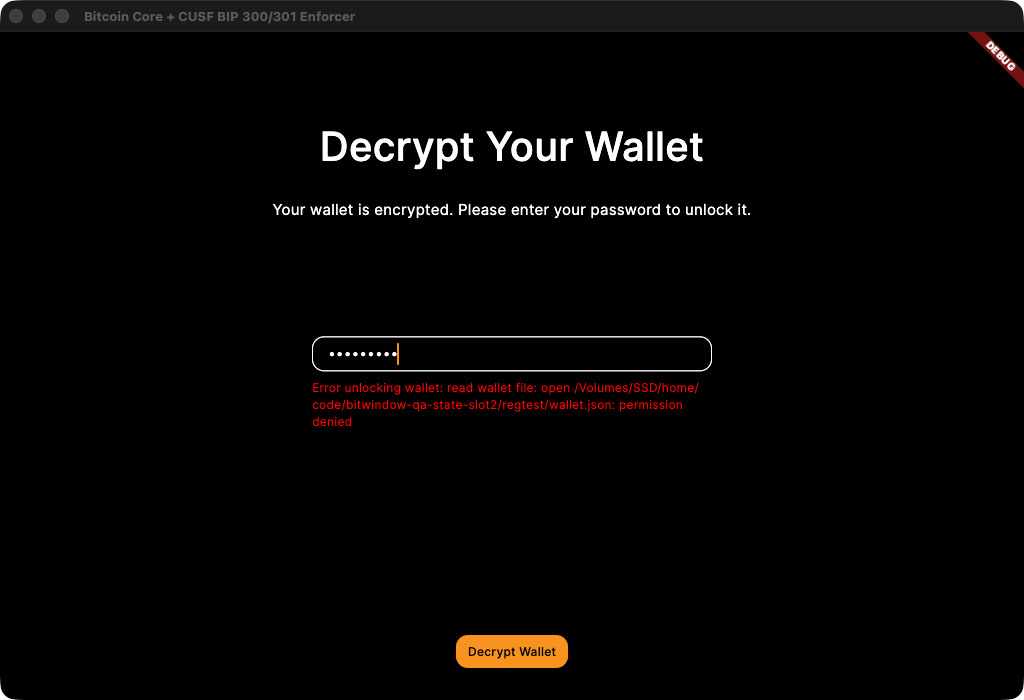 Bitcoin Core + CUSF BIP 300/301 Enforcer
DEBUG
Decrypt Your Wallet
Your wallet is encrypted. Please enter your password to unlock it.
•••••••••
Error unlocking wallet: read wallet file: open /Volumes/SSD/home/
code/bitwindow-qa-state-slot2/regtest/wallet.json: permission
denied
Decrypt Wallet